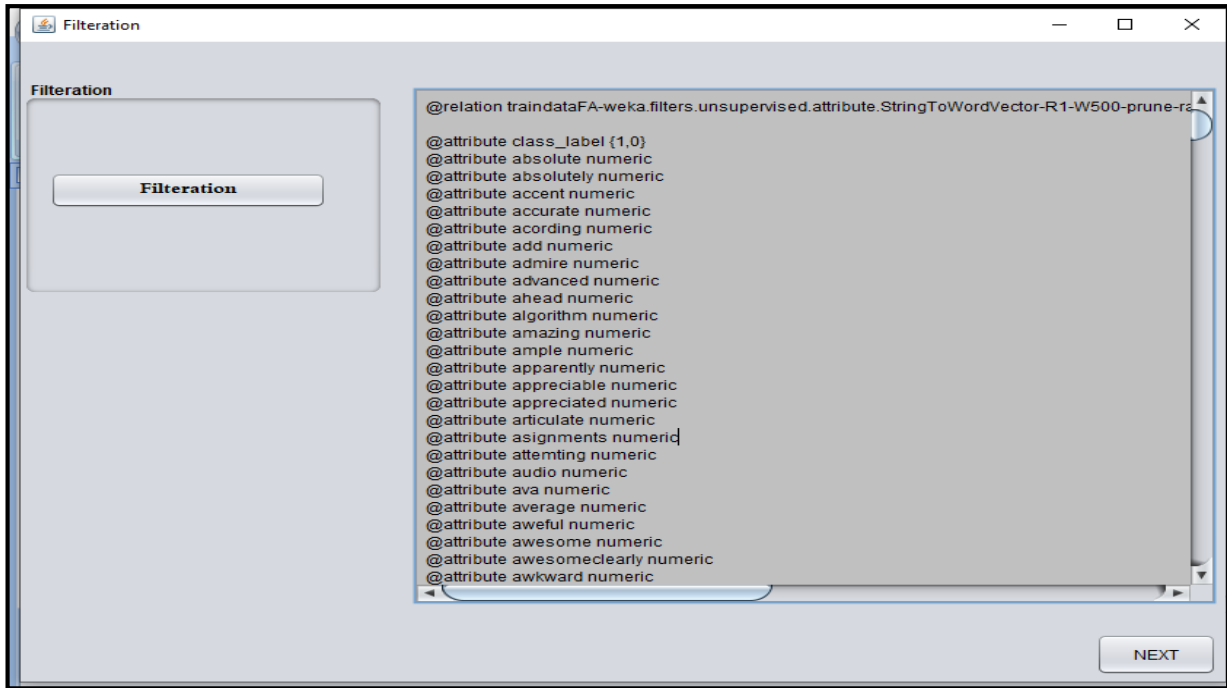 Filteration
Filteration
Filteration
@relation traindataFA-weka.filters.unsupervised.attribute.StringToWordVector-R1-W500-prune-ra
@attribute class_label {1,0}
@attribute absolute numeric
@attribute absolutely numeric
@attribute accent numeric
@attribute accurate numeric
@attribute acording numeric
@attribute add numeric
@attribute admire numeric
@attribute advanced numeric
@attribute ahead numeric
@attribute algorithm numeric
@attribute amazing numeric
@attribute ample numeric
@attribute apparently numeric
@attribute appreciable numeric
@attribute appreciated numeric
@attribute articulate numeric
@attribute asignments numeric
@attribute attemting numeric
@attribute audio numeric
@attribute ava numeric
@attribute average numeric
@attribute aweful numeric
@attribute awesome numeric
@attribute awesomeclearly numeric
@attribute awkward numeric
NEXT